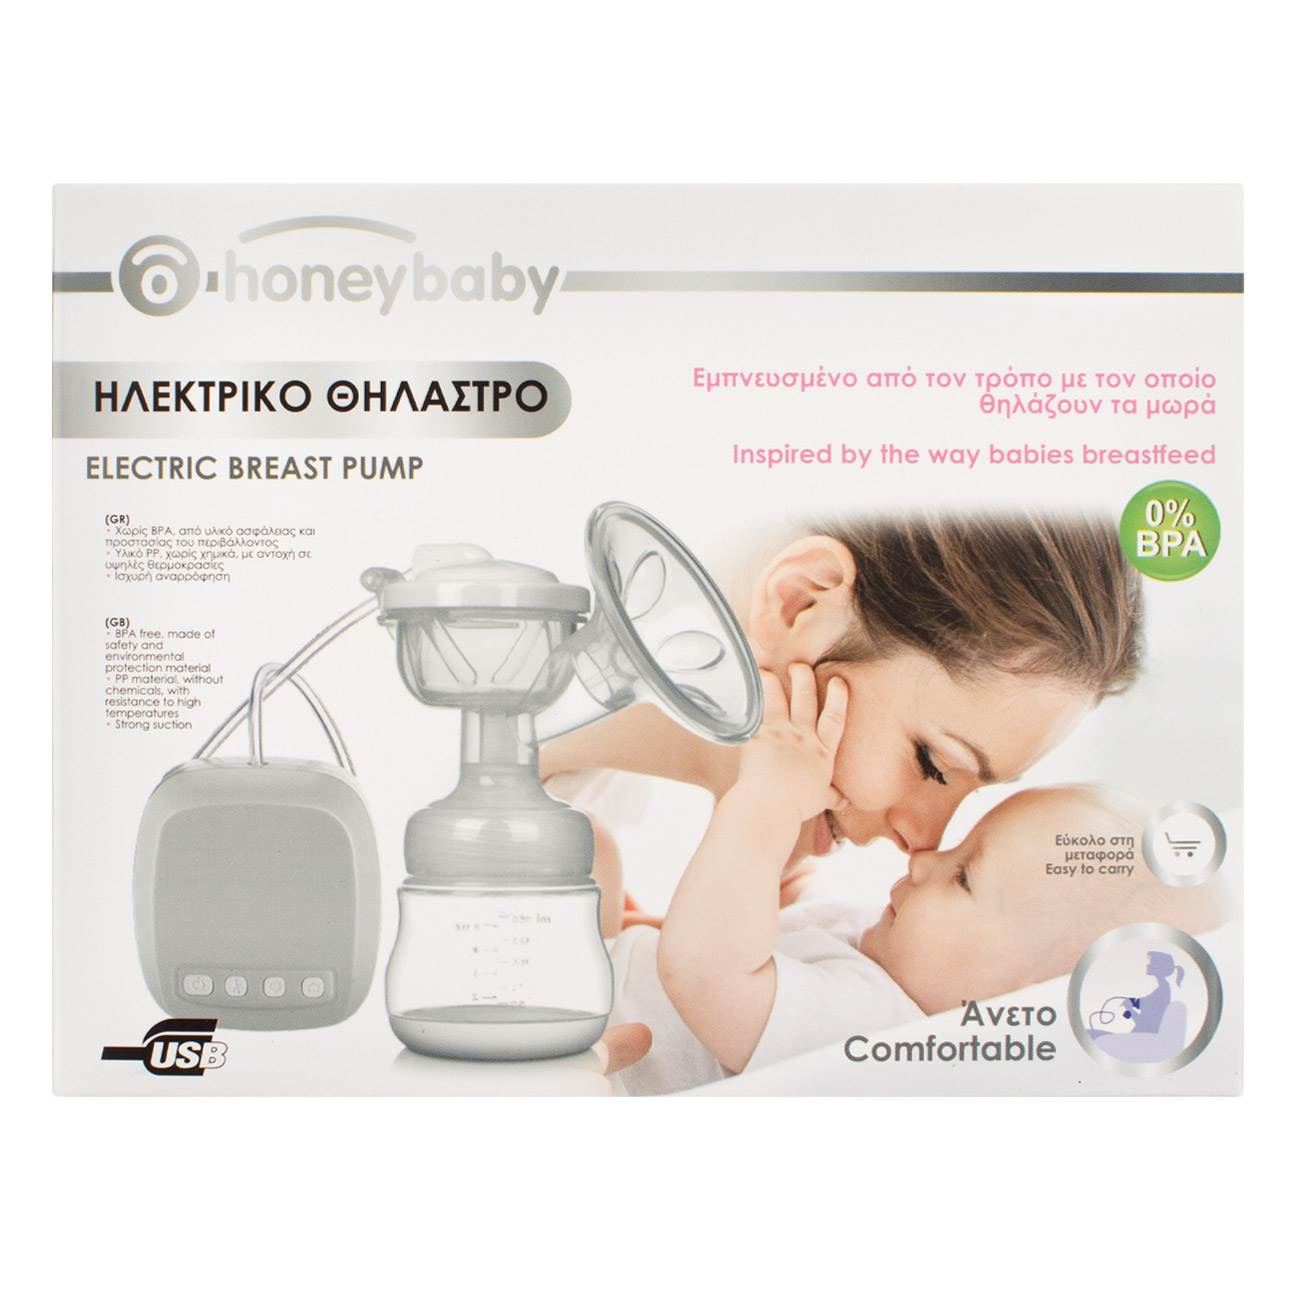 honeybaby
ΗΛΕΚΤΡΙΚΟ ΘΗΛΑΣΤΡΟ
ELECTRIC BREAST PUMP
Εμπνευσμένο από τον τρόπο με τον οποίο
θηλάζουν τα μωρά
Inspired by the way babies breastfeed
0%
BPA
(GR)
• Χωρίς BPA, από υλικό ασφάλειας και
προστασίας του περιβάλλοντος
• Υλικό PP, χωρίς χημικά, με αντοχή σε
υψηλές θερμοκρασίες
• Ισχυρή αναρρόφηση
(GB)
• BPA free, made of
safety and
environmental
protection material
• PP material, without
chemicals, with
resistance to high
temperatures
• Strong suction
Εύκολο στη
μεταφορά
Easy to carry
Άνετο
Comfortable
USB